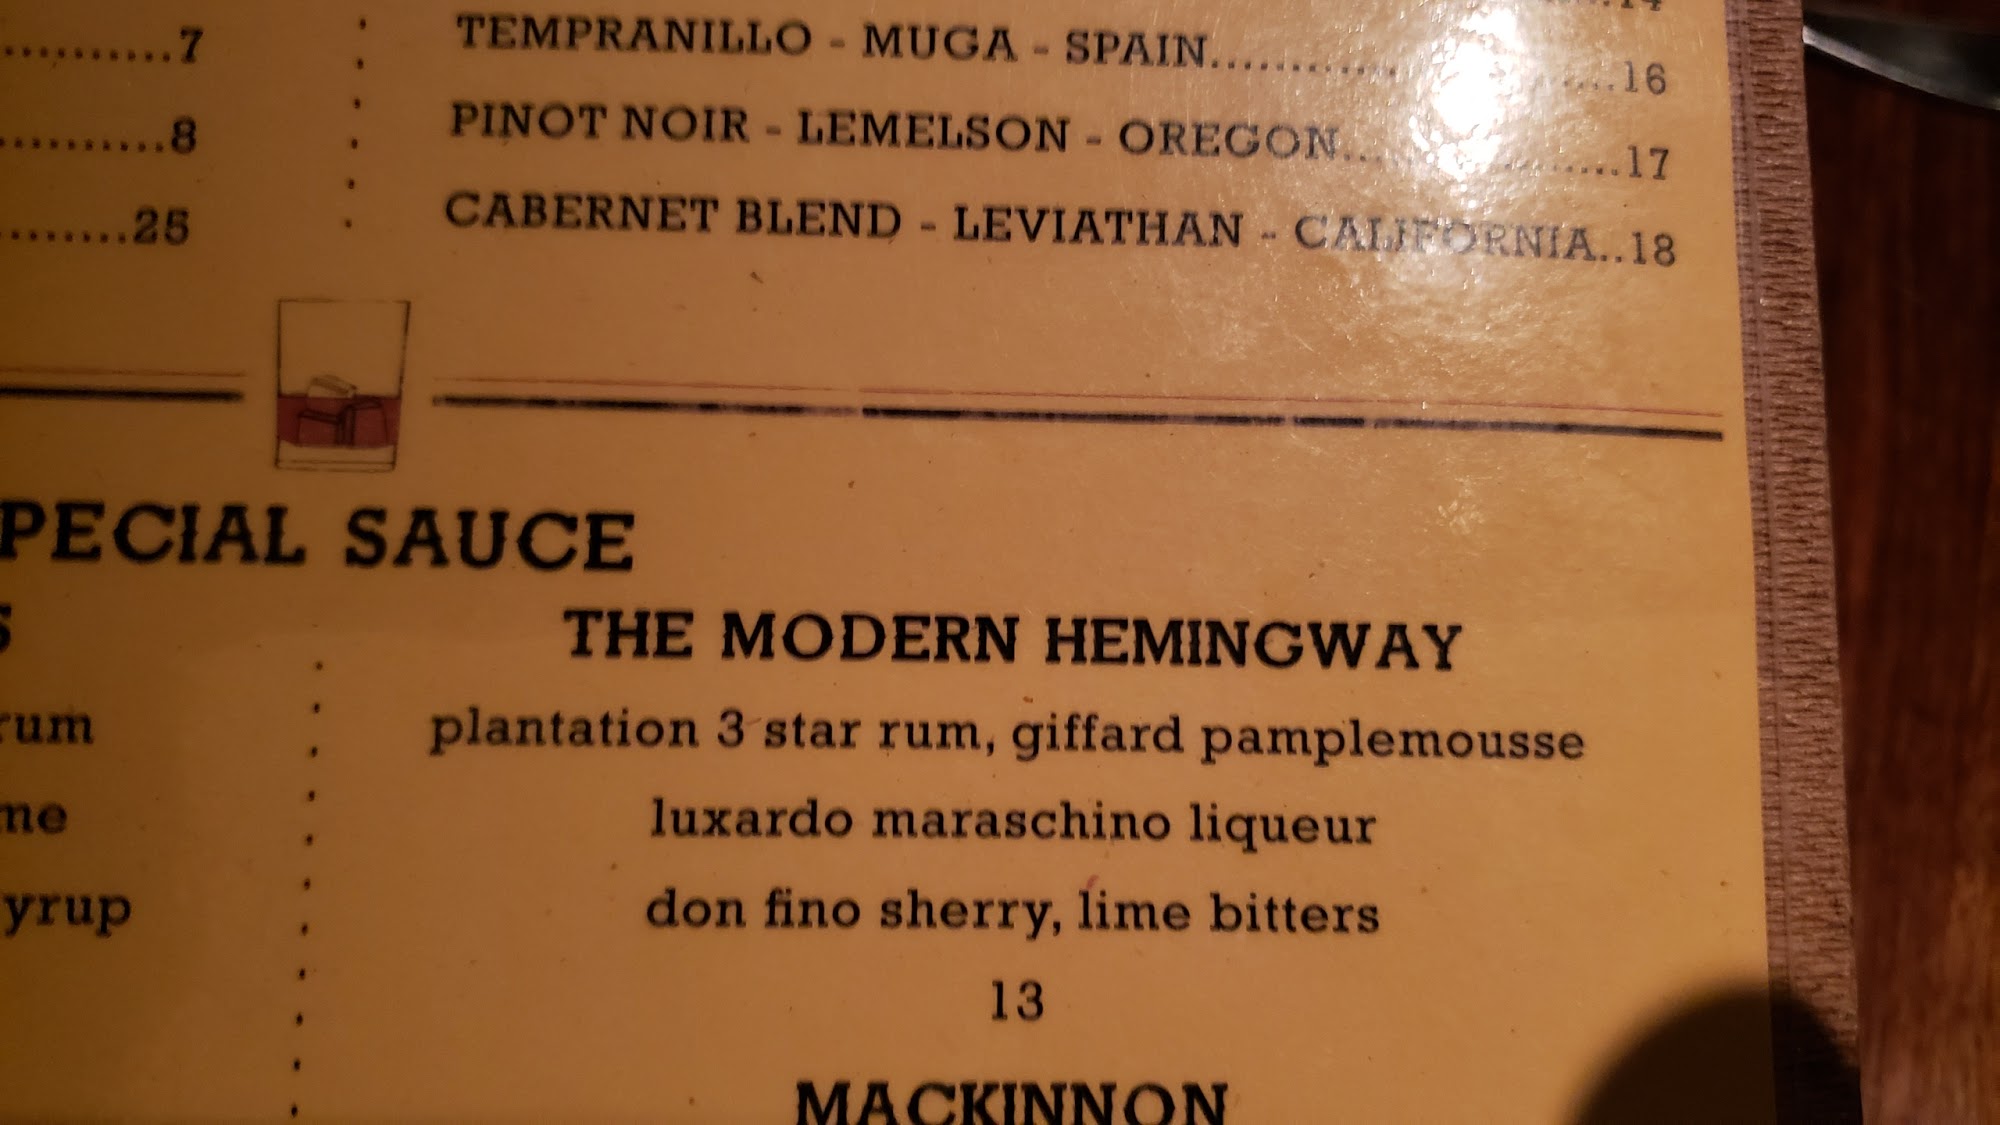 14
..........7
TEMPRANILLO - MUGA - SPAIN..........16
..........8
PINOT NOIR - LEMELSON - OREGON..........17
........25
CABERNET BLEND - LEVIATHAN - CALIFORNIA..18
PECIAL SAUCE
S
THE MODERN HEMINGWAY
rum
plantation 3 star rum, giffard pamplemousse
me
luxardo maraschino liqueur
yrup
don fino sherry, lime bitters
13
MACKINNON